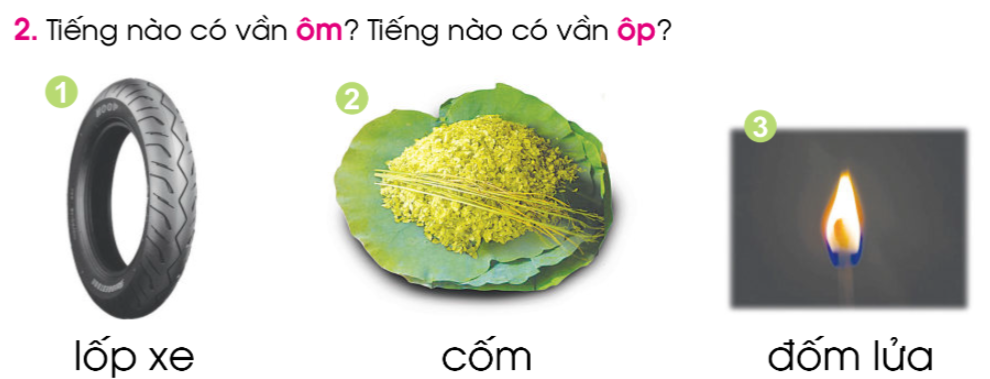 2. Tiếng nào có vần ôm? Tiếng nào có vần ôp?
1
2
3
lốp xe
cốm
đốm lửa